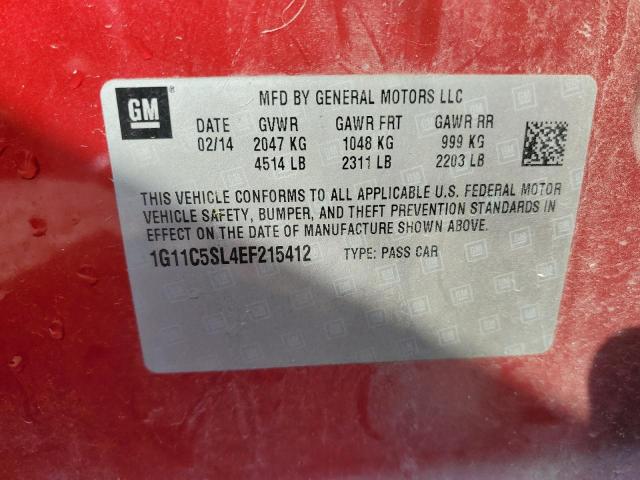 GM
®
MFD BY GENERAL MOTORS LLC
DATE GVWR GAWR FRT GAWR RR
02/14 2047 KG 1048 KG 999 KG
4514 LB 2311 LB 2203 LB
THIS VEHICLE CONFORMS TO ALL APPLICABLE U.S. FEDERAL MOTOR
VEHICLE SAFETY, BUMPER, AND THEFT PREVENTION STANDARDS IN
EFFECT ON THE DATE OF MANUFACTURE SHOWN ABOVE.
1G11C5SL4EF215412 TYPE: PASS CAR